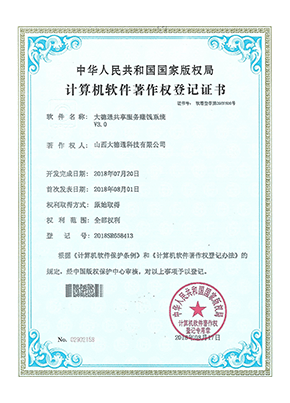 中华人民共和国国家版权局
计算机软件著作权登记证书
证书号： 软著登字第
软件名称： 大德通共享服务赚钱系统
V3.0
著作权人： 山西大德通科技有限公司
开发完成日期： 2018年07月20日
首次发表日期： 2018年08月01日
权利取得方式： 原始取得
权利范围： 全部权利
登记号： 2018SR558413
根据《计算机软件保护条例》和《计算机软件著作权登记办法》的
规定，经中国版权保护中心审核，对以上事项予以登记。
中华人民共和国国家版权局
计算机软件著作权
登记专用章
No. 02902158
2018年08月17日